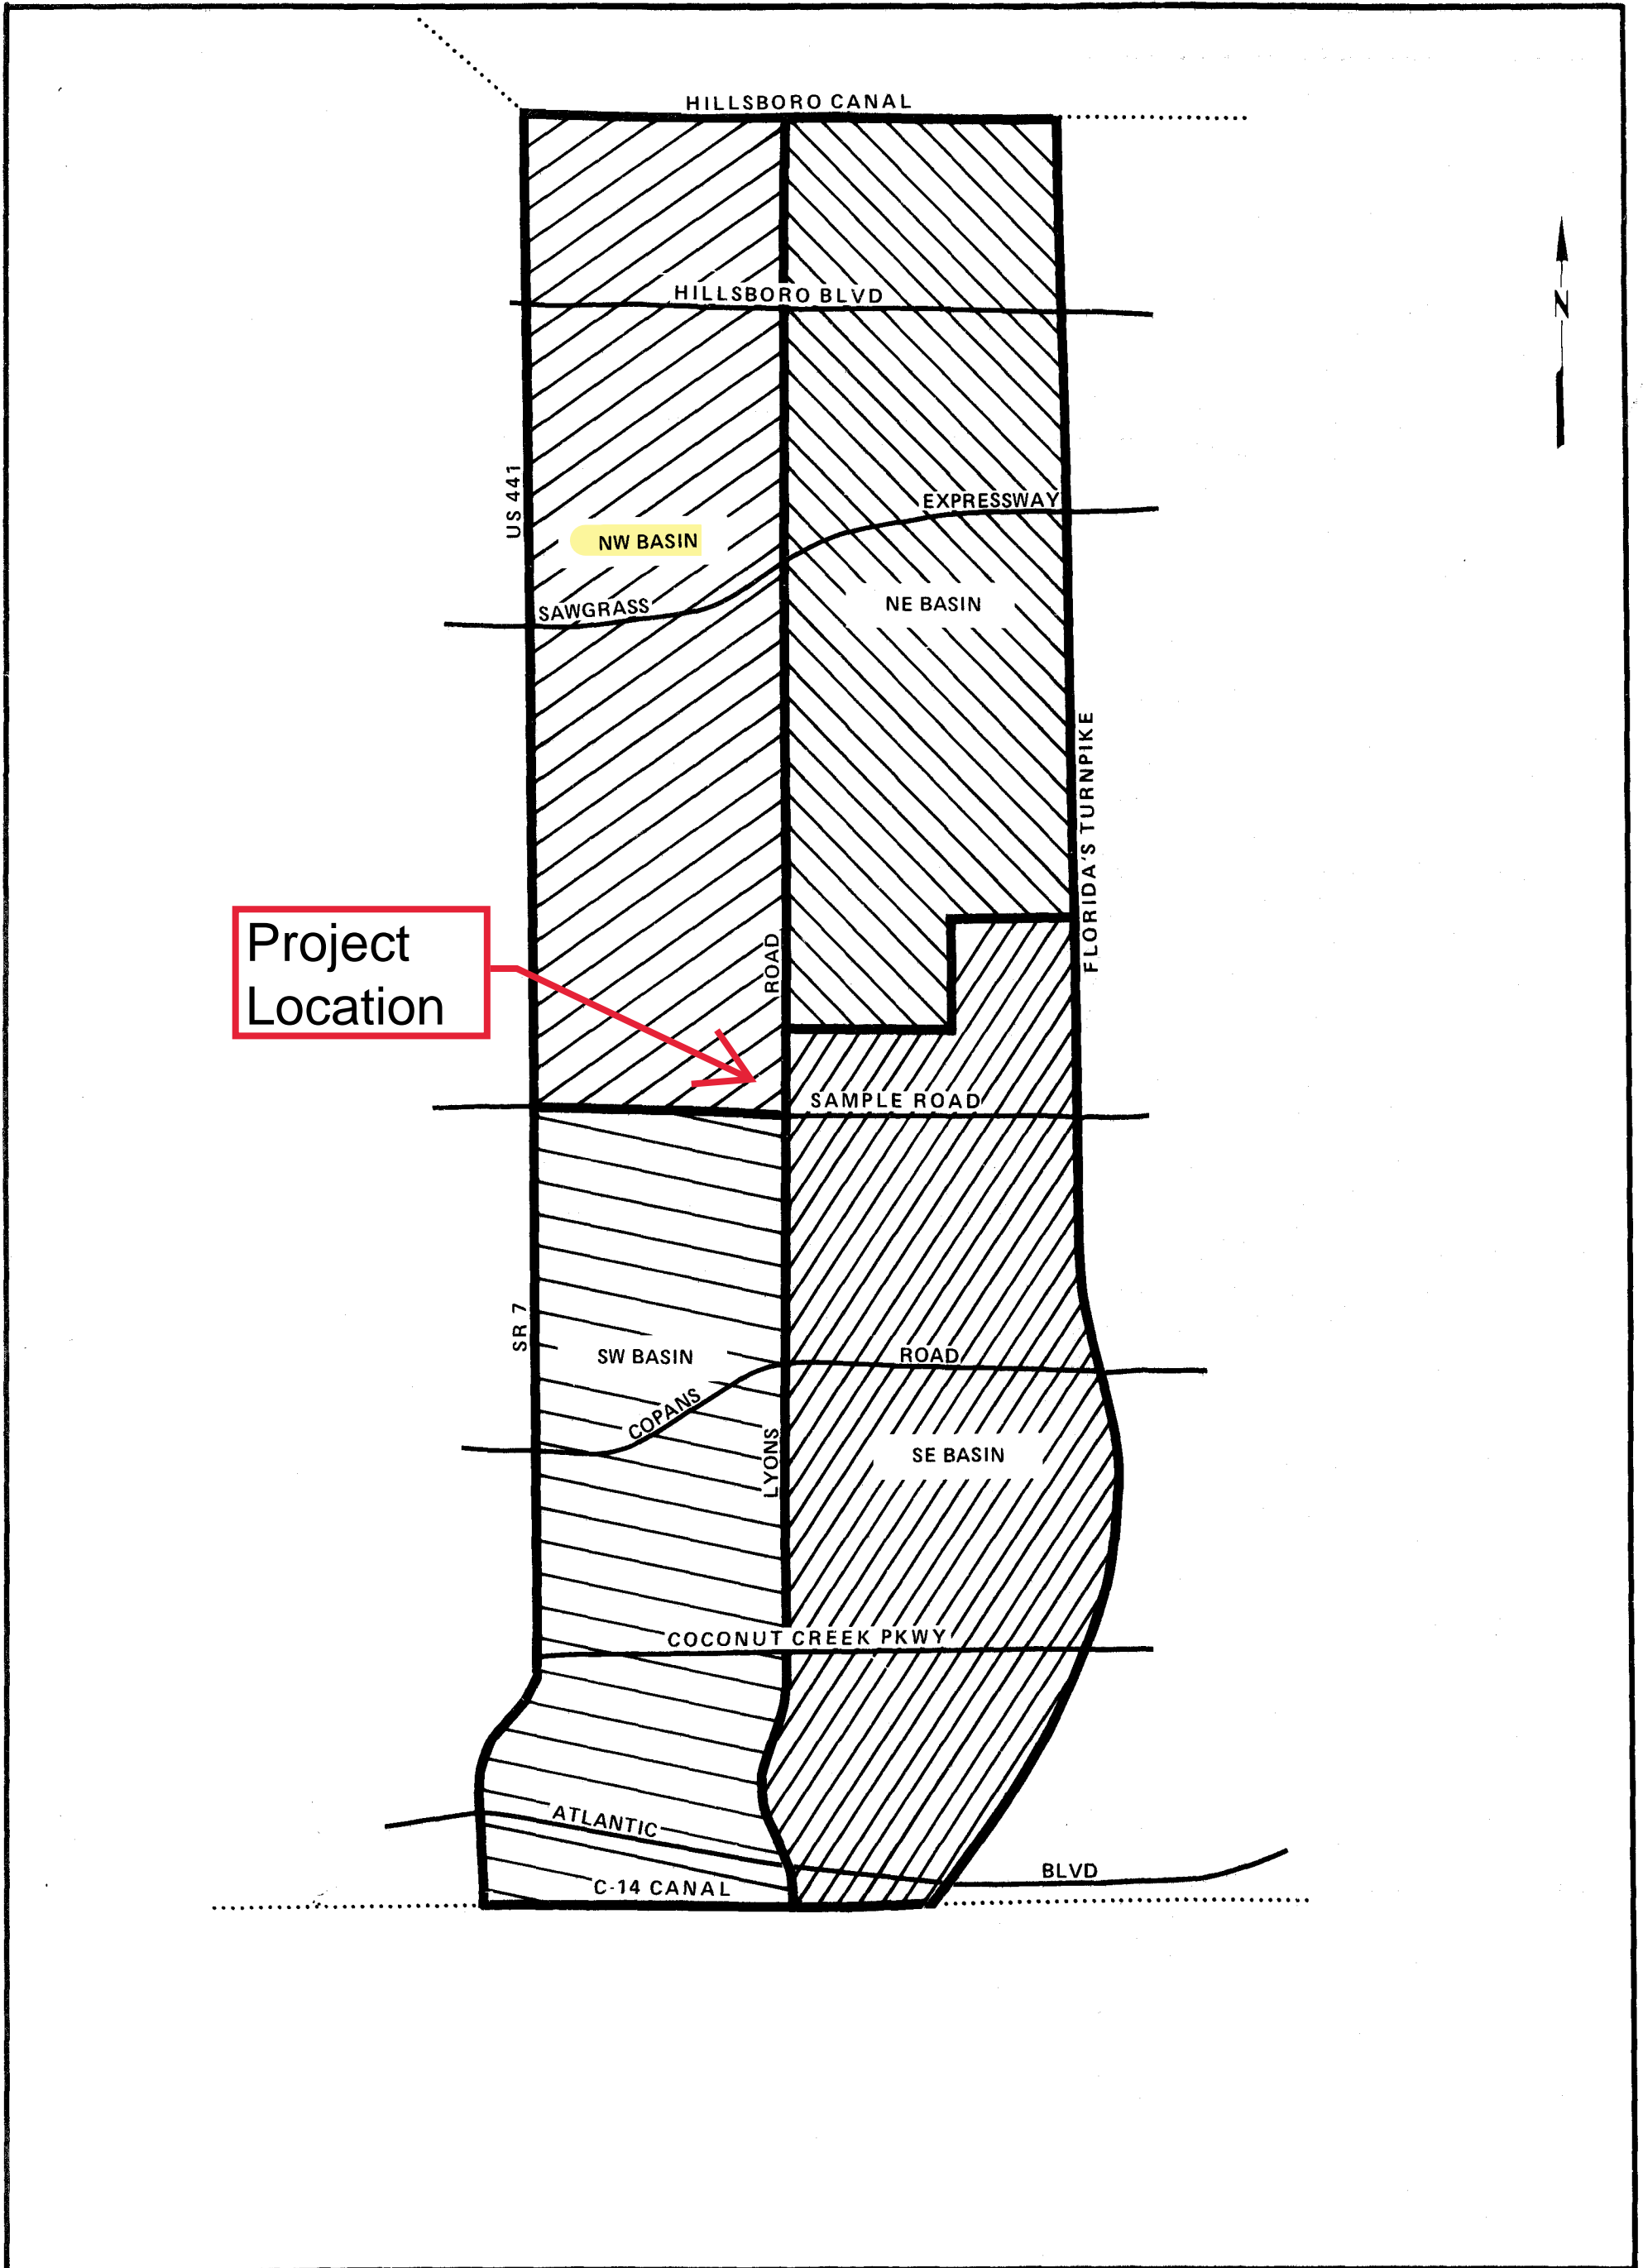 HILLSBORO CANAL
HILLSBORO BLVD
N
US 441
EXPRESSWAY
NW BASIN
NE BASIN
SAWGRASS
FLORIDA'S TURNPIKE
Project
Location
ROAD
SAMPLE ROAD
SR 7
SW BASIN
ROAD
COPANS
LYONS
SE BASIN
COCONUT CREEK PKWY
ATLANTIC
BLVD
C-14 CANAL